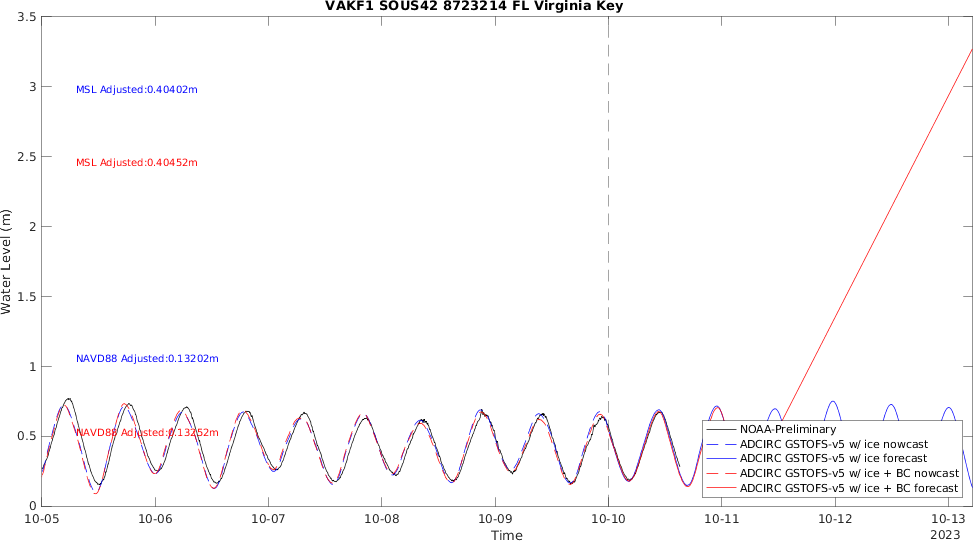 VAKF1 SOUS42 8723214 FL Virginia Key
3.5
3
2.5
2
1.5
1
0.5
0
Water Level (m)
MSL Adjusted:0.40402m
MSL Adjusted:0.40452m
NAVD88 Adjusted:0.13202m
NAVD88 Adjusted:0.13252m
NOAA-Preliminary
ADCIRC GSTOFS-v5 w/ ice nowcast
ADCIRC GSTOFS-v5 w/ ice forecast
ADCIRC GSTOFS-v5 w/ ice + BC nowcast
ADCIRC GSTOFS-v5 w/ ice + BC forecast
10-05 10-06 10-07 10-08 10-09 10-10 10-11 10-12 10-13
2023
Time